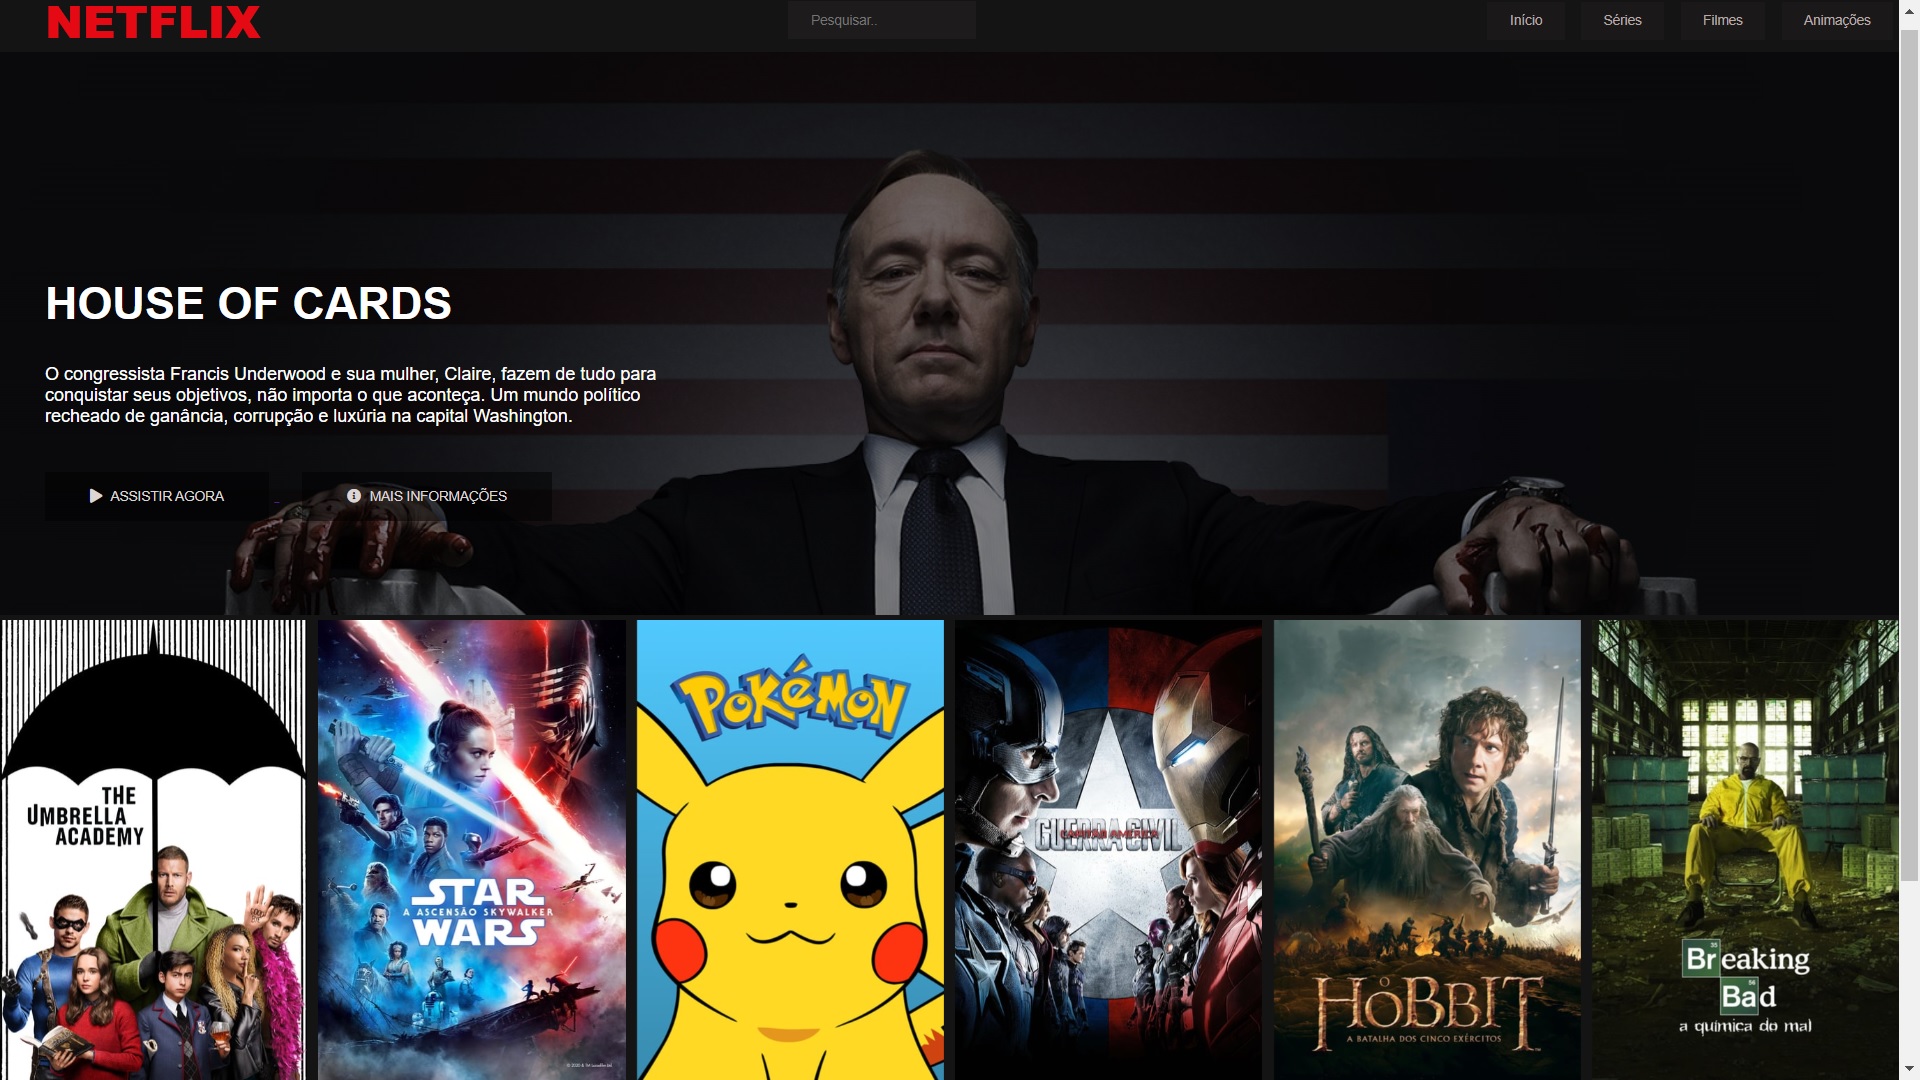 NETFLIX
Pesquisar..
Início
Séries
Filmes
Animações
HOUSE OF CARDS
O congressista Francis Underwood e sua mulher, Claire, fazem de tudo para
conquistar seus objetivos, não importa o que aconteça. Um mundo político
recheado de ganância, corrupção e luxúria na capital Washington.
ASSISTIR AGORA
MAIS INFORMAÇÕES
THE
UMBRELLA
ACADEMY
STAR
A ASCENSÃO SKYWALKER
WARS
POKÉMON
CAPITÃO AMÉRICA
GUERRA CIVIL
O
HOBBIT
A BATALHA DOS CINCO EXÉRCITOS
35
Breaking
56
Bad
a química do mal